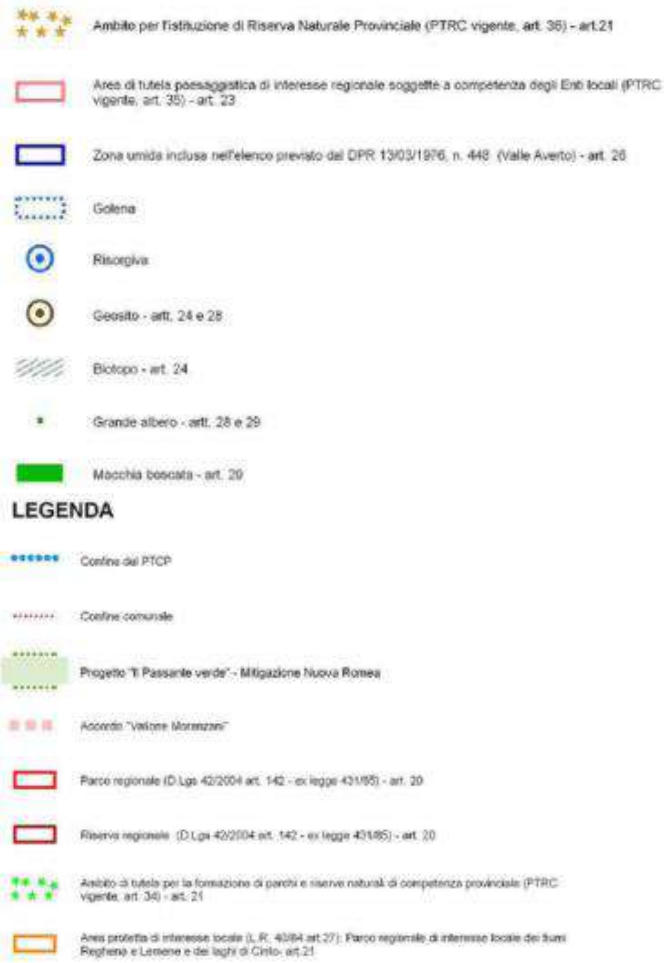 Ambito per l'istituzione di Riserva Naturale Provinciale (PTRC vigente, art. 36) - art.21
Area di tutela paesaggistica di interesse regionale soggette a competenza degli Enti locali (PTRC
vigente, art. 35) - art. 23
Zona umida inclusa nell'elenco previsto dal DPR 13/03/1976, n. 448 (Valle Averto) - art. 26
Golena
Risorgiva
Geosito - artt. 24 e 28
Biotopo - art. 24
Grande albero - artt. 28 e 29
Macchia boscata - art. 29
LEGENDA
Confine del PTCP
Confine comunale
Progetto "Il Passante verde" - Mitigazione Nuova Romea
Accordo "Vallone Moranzani"
Parco regionale (D.Lgs 42/2004 art. 142 - ex legge 431/85) - art. 20
Riserva regionale (D.Lgs 42/2004 art. 142 - ex legge 431/85) - art. 20
Ambito di tutela per la formazione di parchi e riserve naturali di competenza provinciale (PTRC
vigente, art. 34) - art. 21
Area protetta di interesse locale (L.R. 40/84 art.27): Parco regionale di interesse locale dei fiumi
Reghena e Lemene e dei laghi di Cinto- art.21